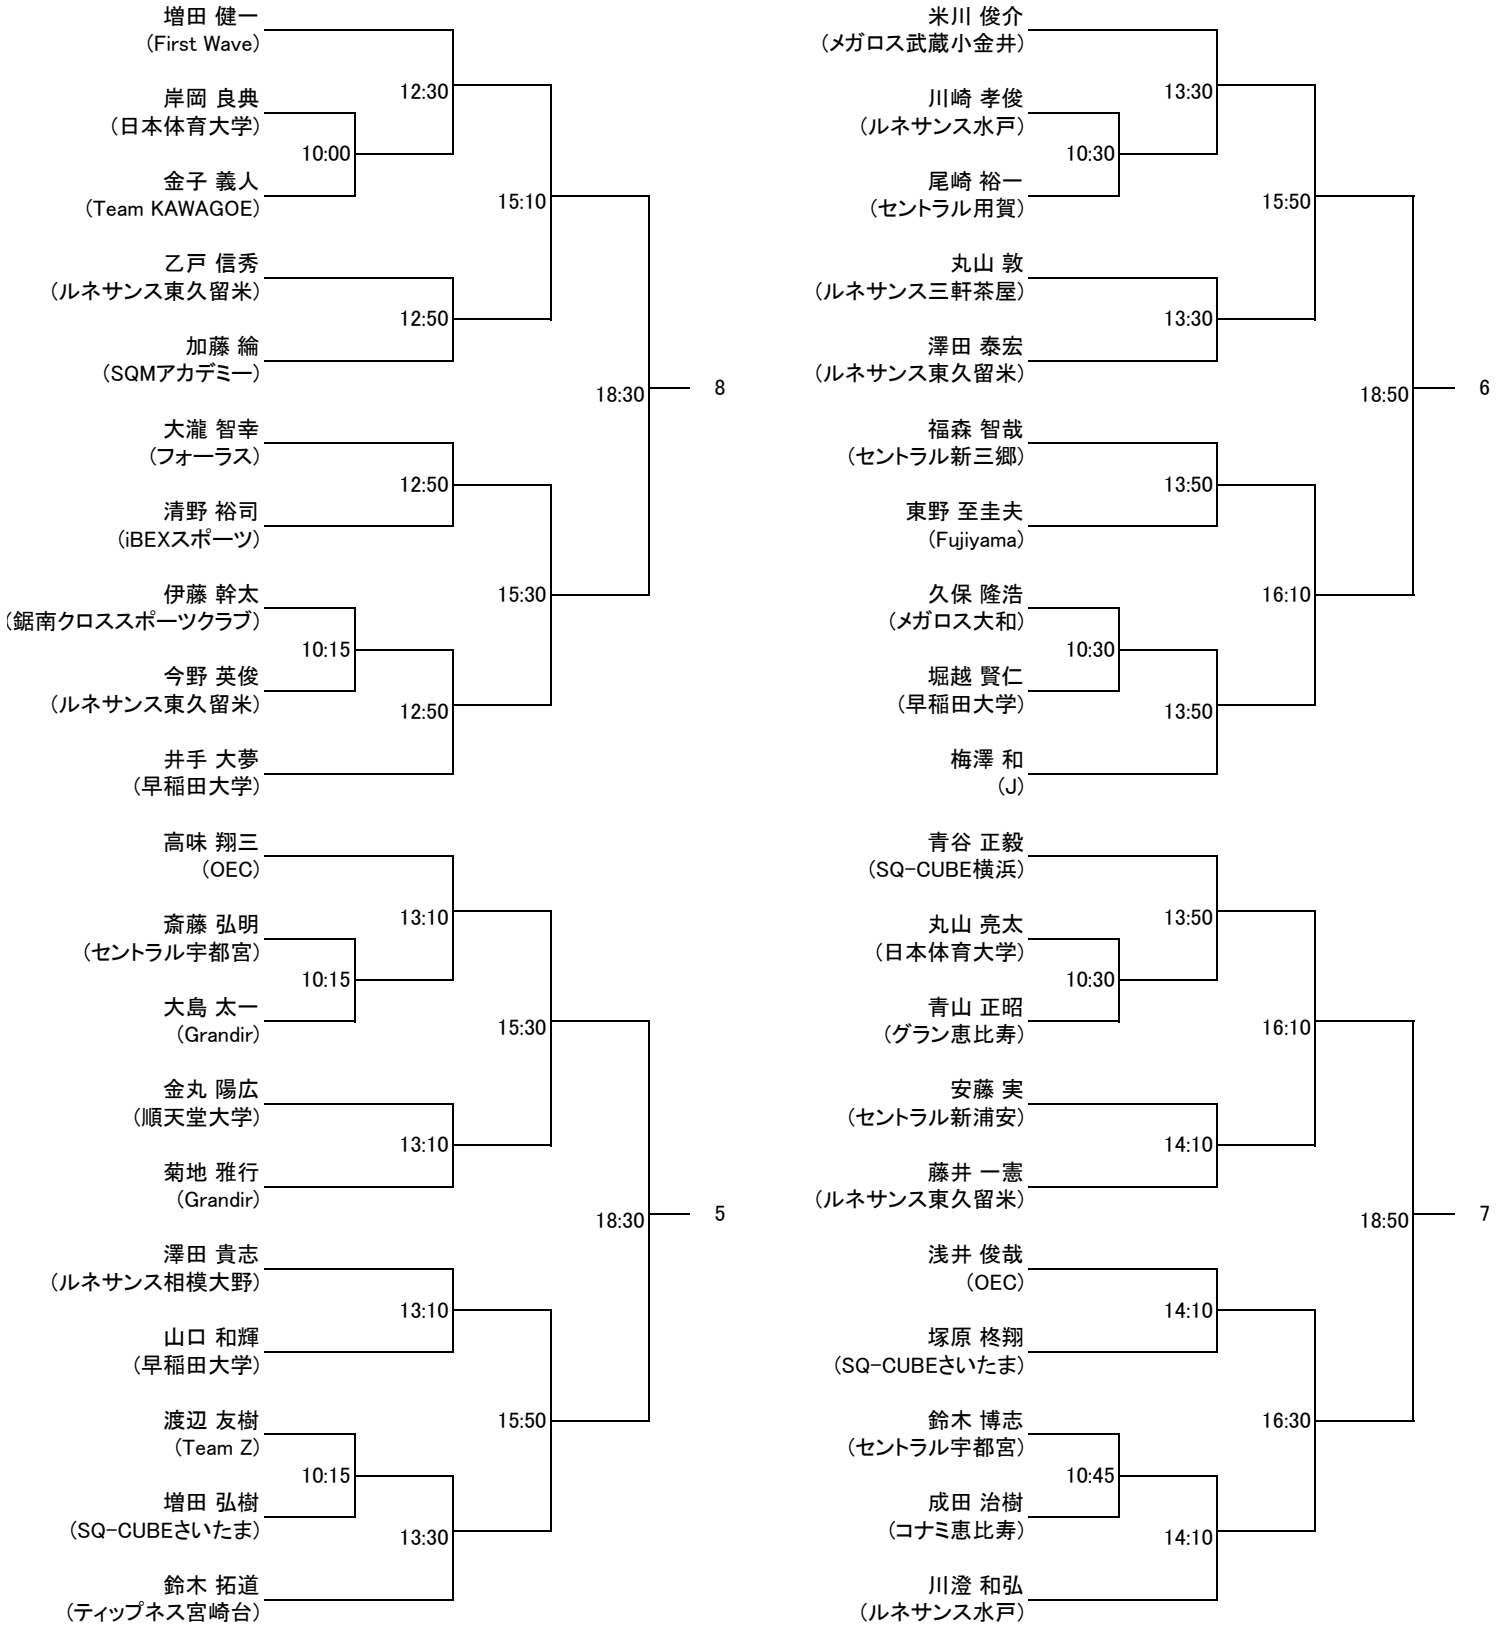 増田 健一
(First Wave)
12:30
岸岡 良典
(日本体育大学)
10:00
金子 義人
(Team KAWAGOE)
15:10
乙戸 信秀
(ルネサンス東久留米)
12:50
加藤 綸
(SQMアカデミー)
18:30
8
大瀧 智幸
(フォーラス)
12:50
清野 裕司
(iBEXスポーツ)
伊藤 幹太
15:30
(鋸南クロススポーツクラブ)
10:15
今野 英俊
(ルネサンス東久留米)
12:50
井手 大夢
(早稲田大学)
高味 翔三
(OEC)
13:10
斎藤 弘明
(セントラル宇都宮)
10:15
大島 太一
(Grandir)
15:30
金丸 陽広
(順天堂大学)
13:10
菊地 雅行
(Grandir)
18:30
5
澤田 貴志
(ルネサンス相模大野)
13:10
山口 和輝
(早稲田大学)
渡辺 友樹
15:50
(Team Z)
10:15
増田 弘樹
(SQ-CUBEさいたま)
13:30
鈴木 拓道
(ティップネス宮崎台)
米川 俊介
(メガロス武蔵小金井)
13:30
川崎 孝俊
(ルネサンス水戸)
10:30
尾崎 裕一
(セントラル用賀)
15:50
丸山 敦
(ルネサンス三軒茶屋)
13:30
澤田 泰宏
(ルネサンス東久留米)
18:50
6
福森 智哉
(セントラル新三郷)
13:50
東野 至圭夫
(Fujiyama)
久保 隆浩
16:10
(メガロス大和)
10:30
堀越 賢仁
(早稲田大学)
13:50
梅澤 和
(J)
青谷 正毅
(SQ-CUBE横浜)
13:50
丸山 亮太
(日本体育大学)
10:30
青山 正昭
(グラン恵比寿)
16:10
安藤 実
(セントラル新浦安)
14:10
藤井 一憲
(ルネサンス東久留米)
18:50
7
浅井 俊哉
(OEC)
14:10
塚原 柊翔
(SQ-CUBEさいたま)
鈴木 博志
16:30
(セントラル宇都宮)
10:45
成田 治樹
(コナミ恵比寿)
14:10
川澄 和弘
(ルネサンス水戸)